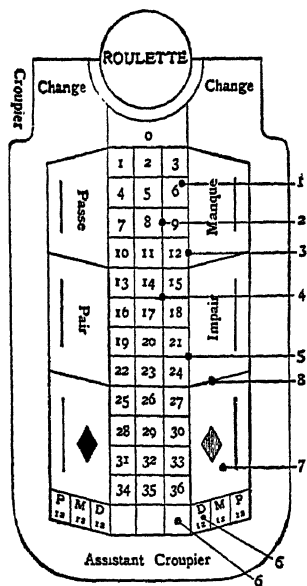 ROULETTE
Croupier
Change
Change
0
1 2 3
4 5 6
1
7 8 9
2
10 11 12
3
Passe
Manque
13 14 15
4
16 17 18
19 20 21
5
Pair
Impair
22 23 24
8
25 26 27
28 29 30
31 32 33
7
34 35 36
P M D
12 12 12
D M P
12 12 12
6
6
Assistant Croupier